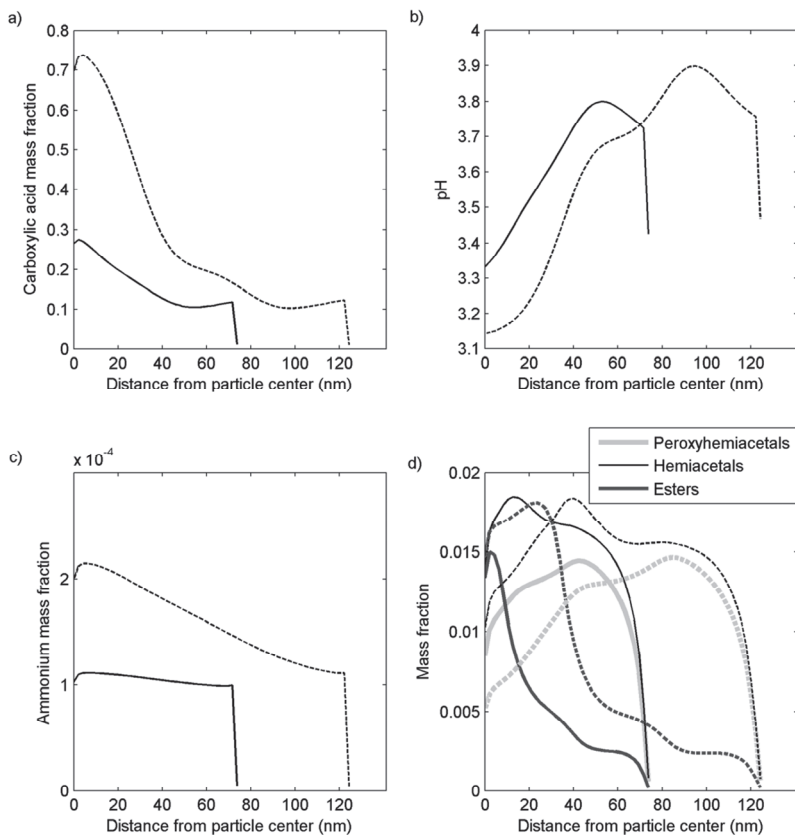 a)
Carboxylic acid mass fraction
0.8
0.7
0.6
0.5
0.4
0.3
0.2
0.1
0
0 20 40 60 80 100 120
Distance from particle center (nm)
b)
pH
4
3.9
3.8
3.7
3.6
3.5
3.4
3.3
3.2
3.1
0 20 40 60 80 100 120
Distance from particle center (nm)
c)
x 10⁻⁴
Ammonium mass fraction
2
1
0
0 20 40 60 80 100 120
Distance from particle center (nm)
d)
Peroxyhemiacetals
Hemiacetals
Esters
Mass fraction
0.02
0.015
0.01
0.005
0
0 20 40 60 80 100 120
Distance from particle center (nm)